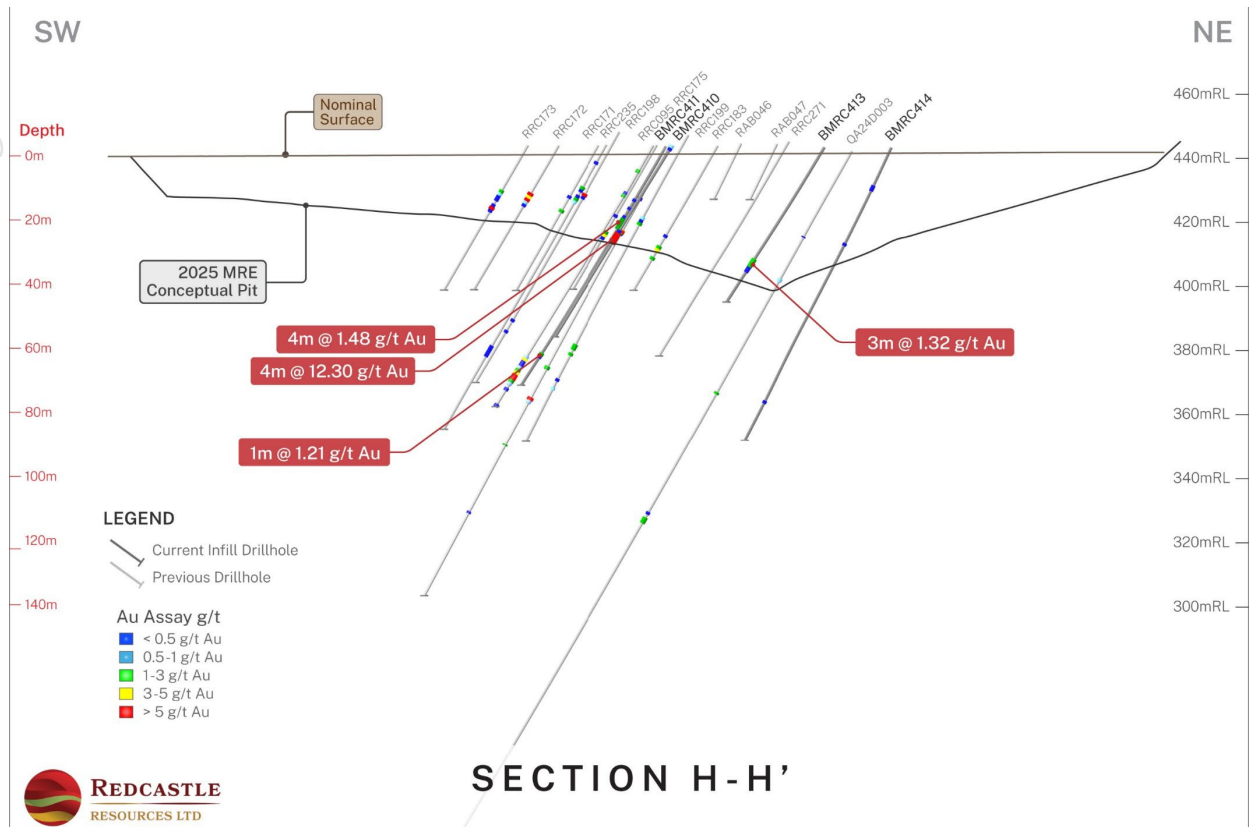 SW
NE
Nominal
Surface
Depth
0m
20m
40m
60m
80m
100m
120m
140m
460mRL
440mRL
420mRL
400mRL
380mRL
360mRL
340mRL
320mRL
300mRL
RRC173
RRC172
RRC171
RRC235
RRC198
RRC095
RRC175
BMRC411
BMRC410
RRC199
RRC183
RAB046
RAB047
RRC271
BMRC413
QA24D003
BMRC414
2025 MRE
Conceptual Pit
4m @ 1.48 g/t Au
4m @ 12.30 g/t Au
1m @ 1.21 g/t Au
3m @ 1.32 g/t Au
LEGEND
Current Infill Drillhole
Previous Drillhole
Au Assay g/t
< 0.5 g/t Au
0.5-1 g/t Au
1-3 g/t Au
3-5 g/t Au
> 5 g/t Au
REDCASTLE
RESOURCES LTD
SECTION H-H’